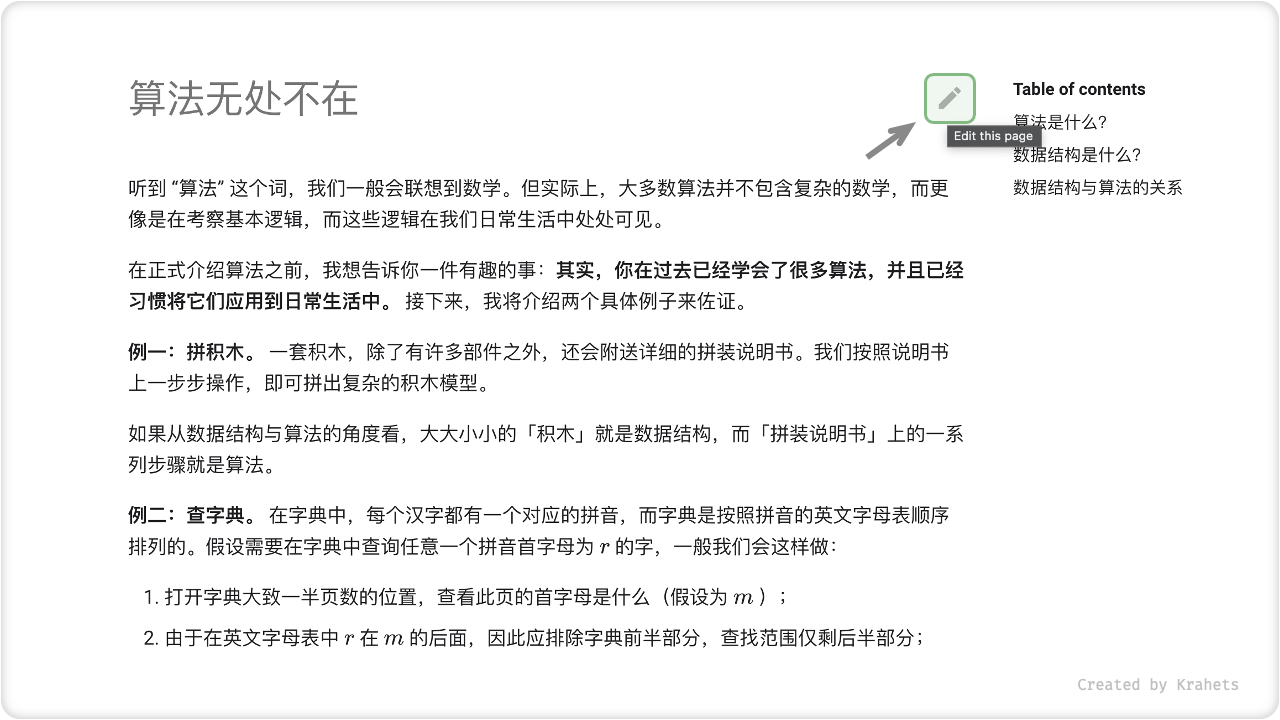 算法无处不在
Table of contents
Edit this page
算法是什么？
数据结构是什么？
数据结构与算法的关系
听到 “算法” 这个词，我们一般会联想到数学。但实际上，大多数算法并不包含复杂的数学，而更
像是在考察基本逻辑，而这些逻辑在我们日常生活中处处可见。
在正式介绍算法之前，我想告诉你一件有趣的事：其实，你在过去已经学会了很多算法，并且已经
习惯将它们应用到日常生活中。 接下来，我将介绍两个具体例子来佐证。
例一：拼积木。 一套积木，除了有许多部件之外，还会附送详细的拼装说明书。我们按照说明书
上一步步操作，即可拼出复杂的积木模型。
如果从数据结构与算法的角度看，大大小小的「积木」就是数据结构，而「拼装说明书」上的一系
列步骤就是算法。
例二：查字典。 在字典中，每个汉字都有一个对应的拼音，而字典是按照拼音的英文字母表顺序
排列的。假设需要在字典中查询任意一个拼音首字母为 r 的字，一般我们会这样做：
1. 打开字典大致一半页数的位置，查看此页的首字母是什么（假设为 m ）；
2. 由于在英文字母表中 r 在 m 的后面，因此应排除字典前半部分，查找范围仅剩后半部分；
Created by Krahets